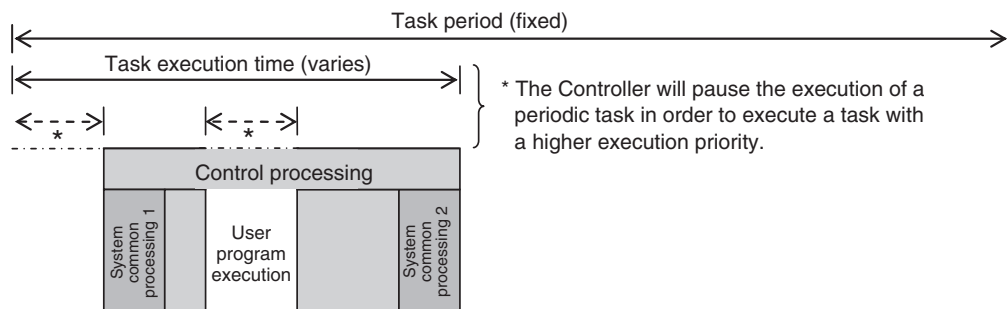 Task period (fixed)
Task execution time (varies)
* The Controller will pause the execution of a
periodic task in order to execute a task with
a higher execution priority.
*
*
Control processing
System
common
processing 1
User
program
execution
System
common
processing 2